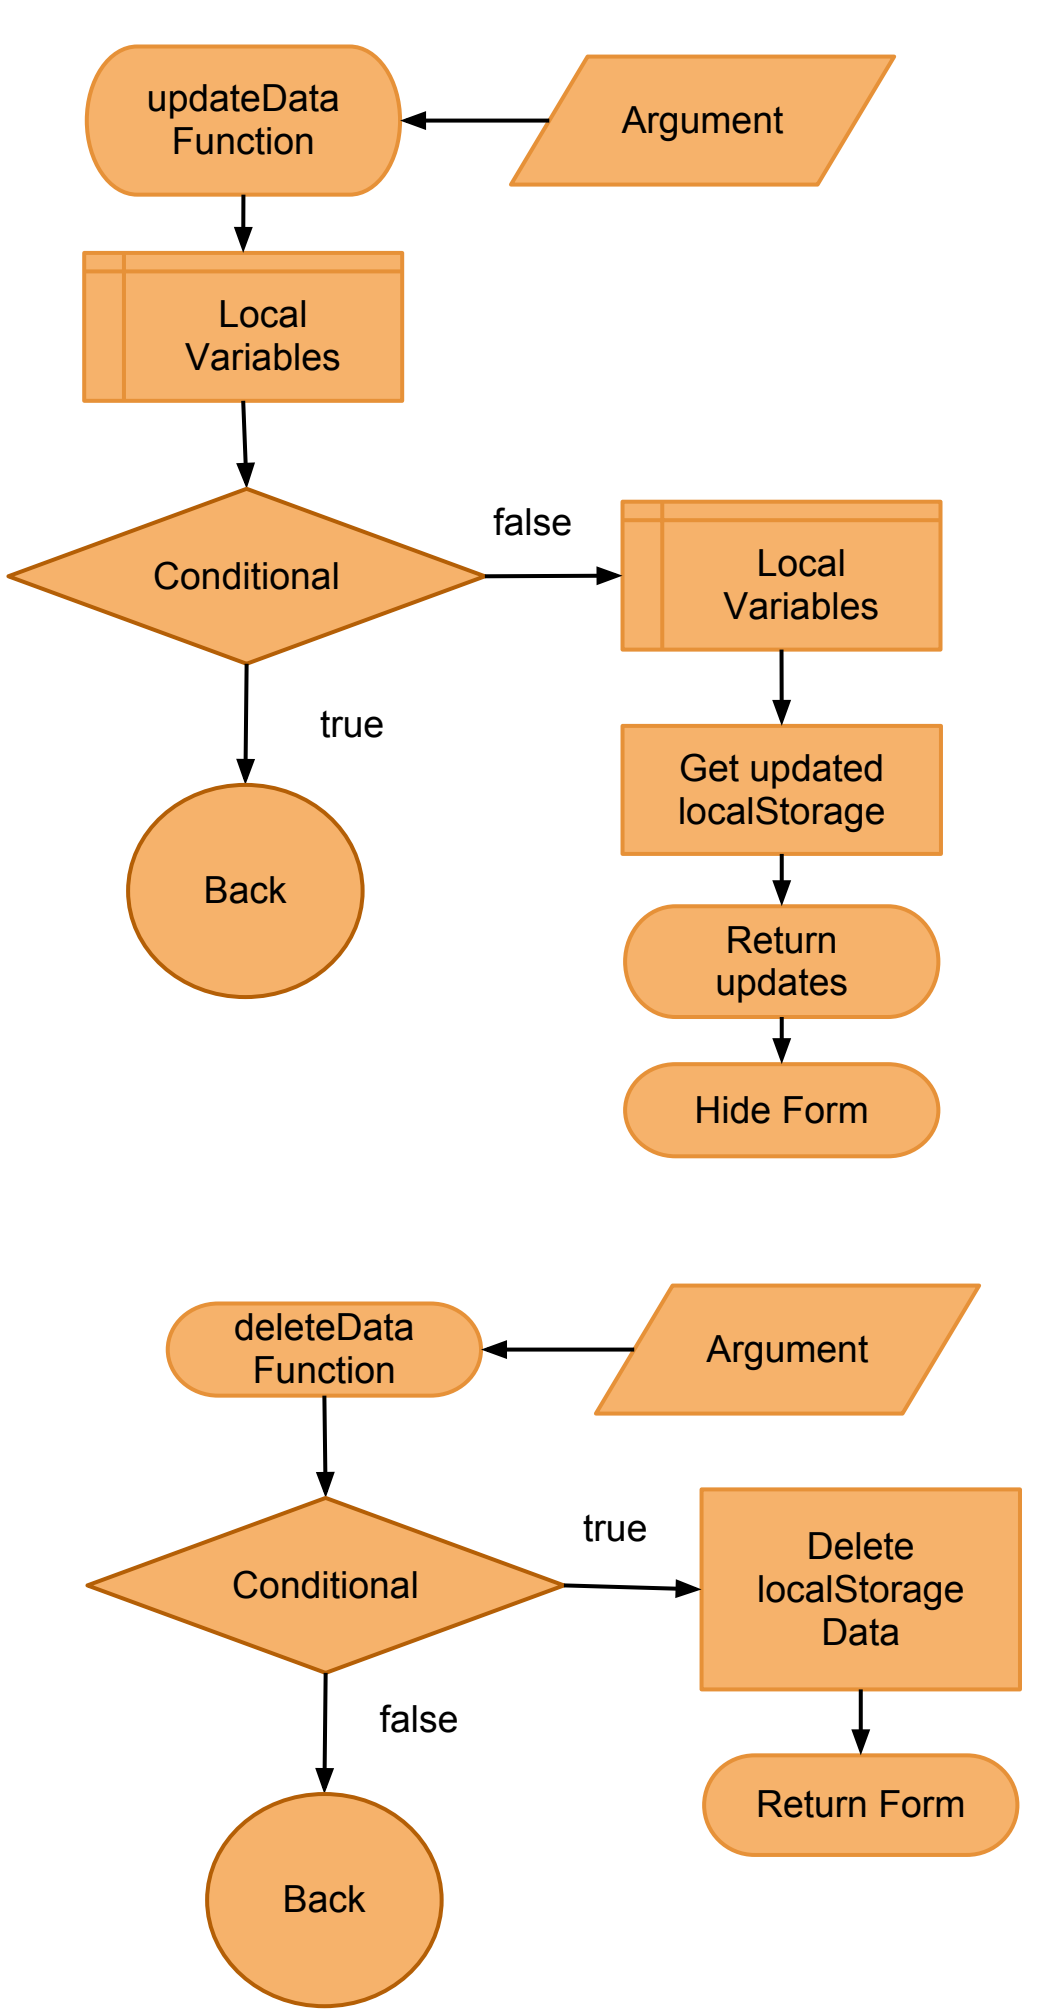 updateData
Function
Argument
Local
Variables
Conditional
false
Local
Variables
true
Get updated
localStorage
Back
Return
updates
Hide Form
deleteData
Function
Argument
Conditional
true
Delete
localStorage
Data
false
Return Form
Back